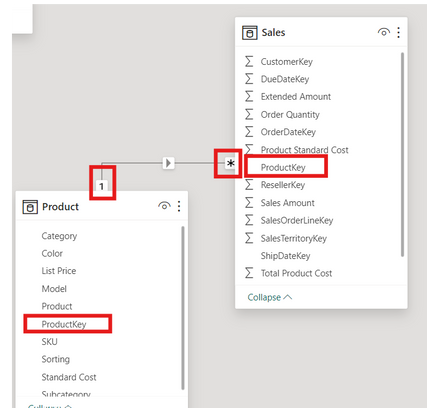 Sales
CustomerKey
DueDateKey
Extended Amount
Order Quantity
OrderDateKey
Product Standard Cost
ProductKey
ResellerKey
Sales Amount
SalesOrderLineKey
SalesTerritoryKey
ShipDateKey
Total Product Cost
Collapse
*
1
Product
Category
Color
List Price
Model
Product
ProductKey
SKU
Sorting
Standard Cost
Subcategory
Collapse